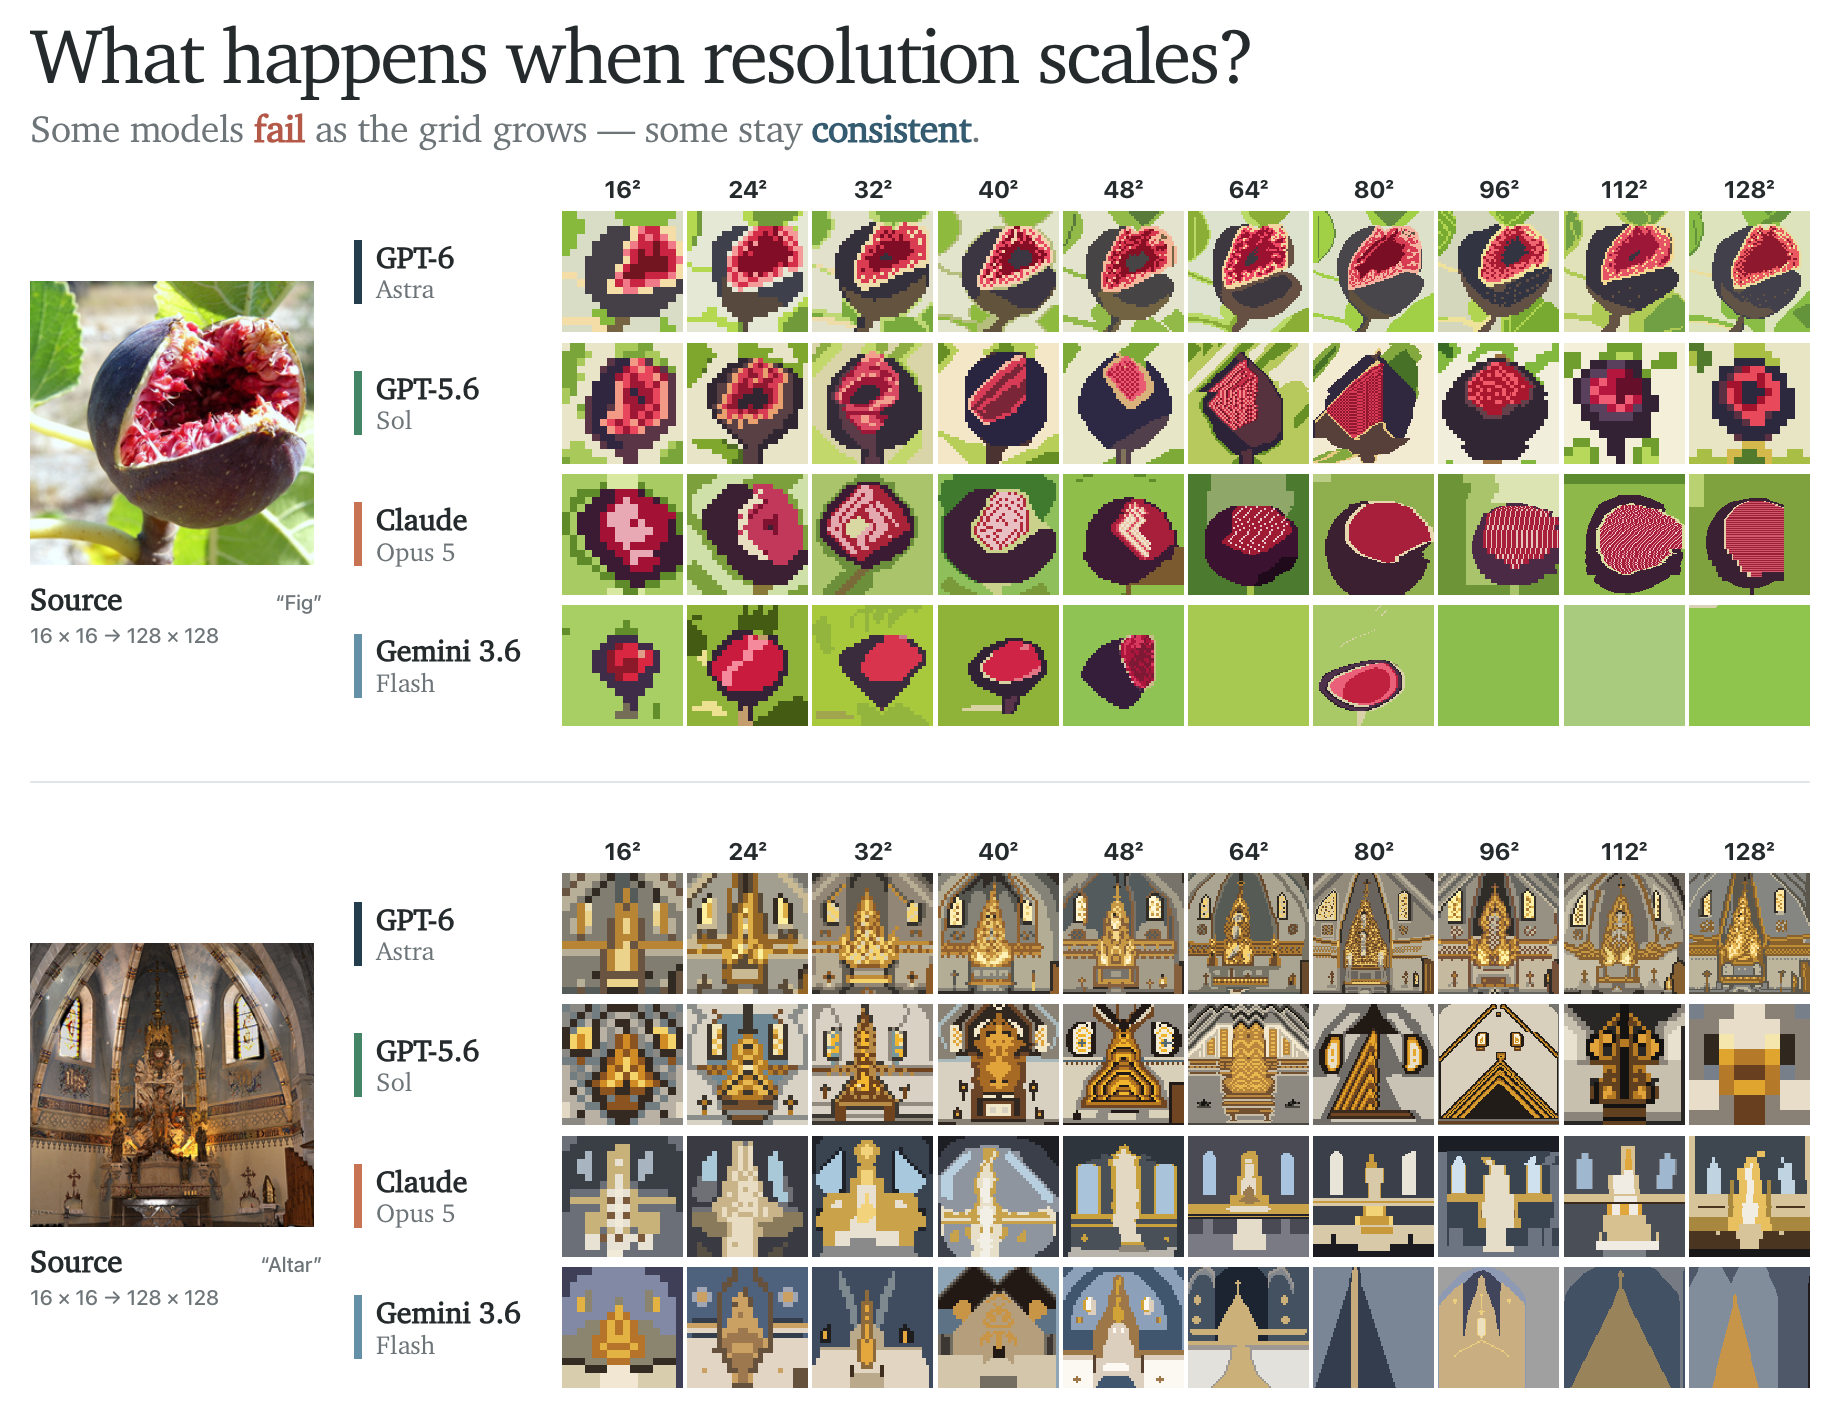 What happens when resolution scales?
Some models fail as the grid grows — some stay consistent.
16² 24² 32² 40² 48² 64² 80² 96² 112² 128²
GPT-6
Astra
GPT-5.6
Sol
Claude
Opus 5
Gemini 3.6
Flash
Source “Fig”
16 × 16 → 128 × 128
16² 24² 32² 40² 48² 64² 80² 96² 112² 128²
GPT-6
Astra
GPT-5.6
Sol
Claude
Opus 5
Gemini 3.6
Flash
Source “Altar”
16 × 16 → 128 × 128